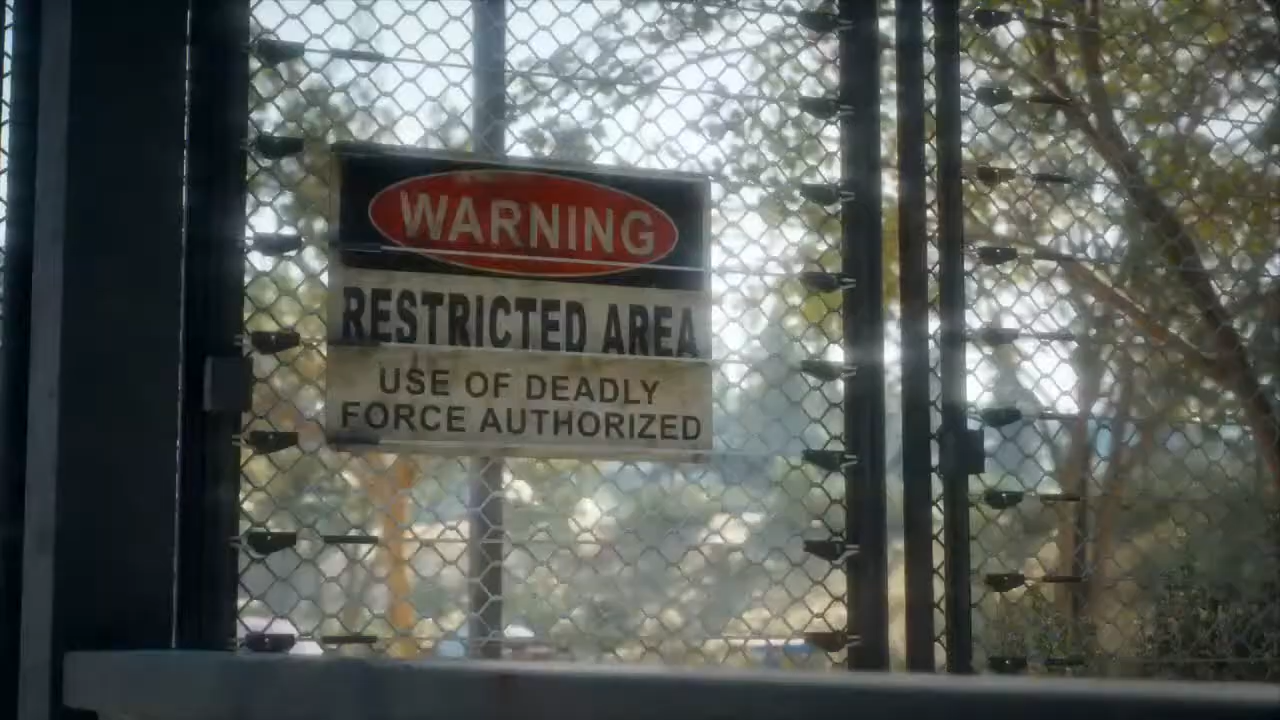 WARNING
RESTRICTED AREA
USE OF DEADLY
FORCE AUTHORIZED